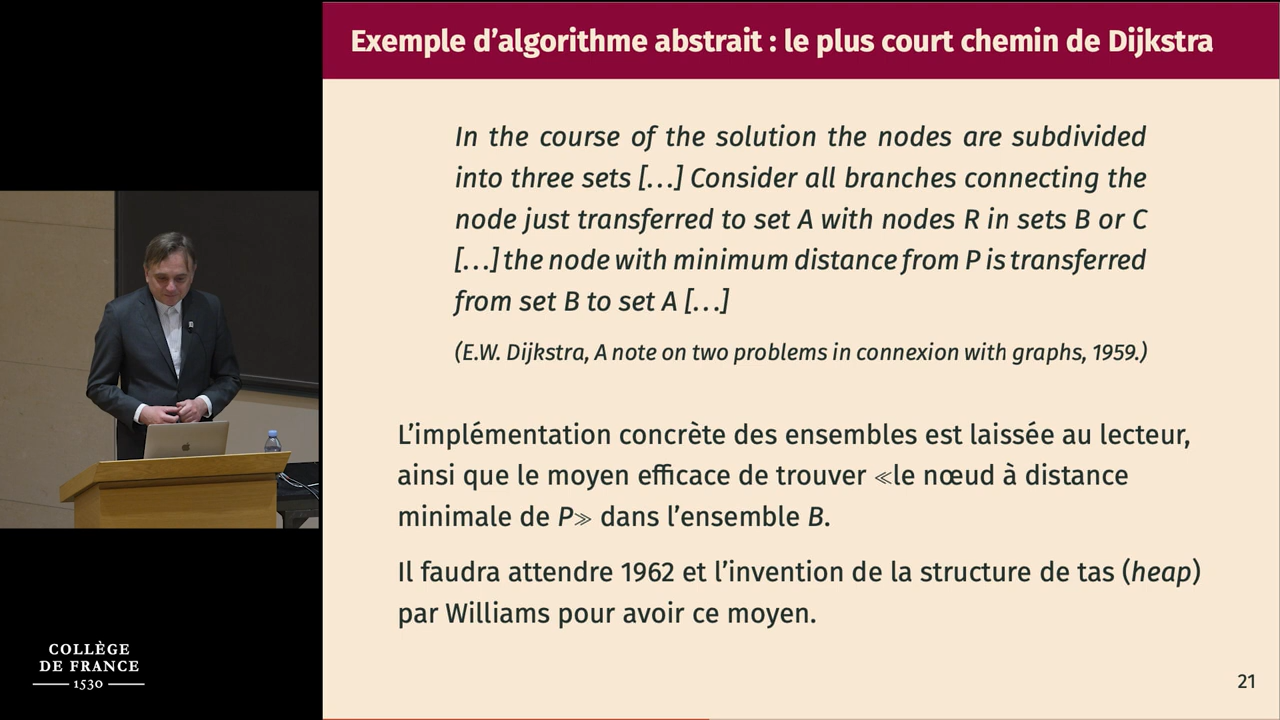 Exemple d’algorithme abstrait : le plus court chemin de Dijkstra
In the course of the solution the nodes are subdivided
into three sets […] Consider all branches connecting the
node just transferred to set A with nodes R in sets B or C
[…] the node with minimum distance from P is transferred
from set B to set A […]
(E.W. Dijkstra, A note on two problems in connexion with graphs, 1959.)
L’implémentation concrète des ensembles est laissée au lecteur,
ainsi que le moyen efficace de trouver ≪le nœud à distance
minimale de P≫ dans l’ensemble B.
Il faudra attendre 1962 et l’invention de la structure de tas (heap)
par Williams pour avoir ce moyen.
COLLÈGE
DE FRANCE
1530
21